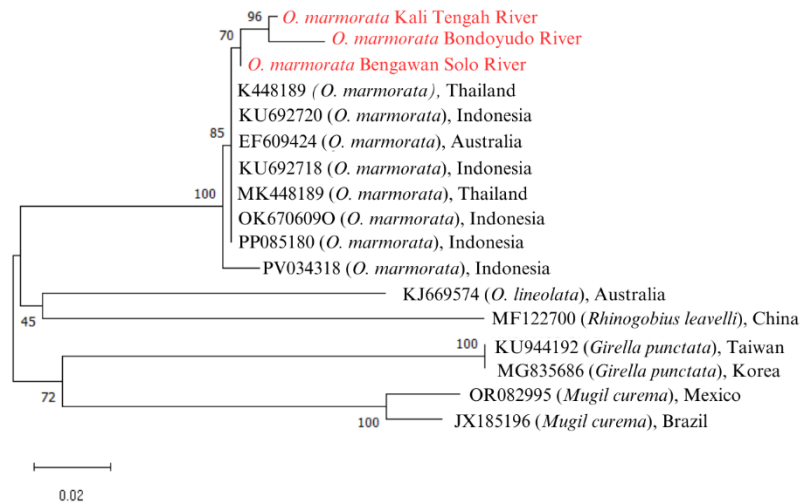 96
O. marmorata Kali Tengah River
70
O. marmorata Bondoyudo River
O. marmorata Bengawan Solo River
K448189 (O. marmorata), Thailand
KU692720 (O. marmorata), Indonesia
85
EF609424 (O. marmorata), Australia
KU692718 (O. marmorata), Indonesia
100
MK448189 (O. marmorata), Thailand
OK670609O (O. marmorata), Indonesia
PP085180 (O. marmorata), Indonesia
PV034318 (O. marmorata), Indonesia
KJ669574 (O. lineolata), Australia
45
MF122700 (Rhinogobius leavelli), China
100
KU944192 (Girella punctata), Taiwan
MG835686 (Girella punctata), Korea
72
OR082995 (Mugil curema), Mexico
100
JX185196 (Mugil curema), Brazil
0.02